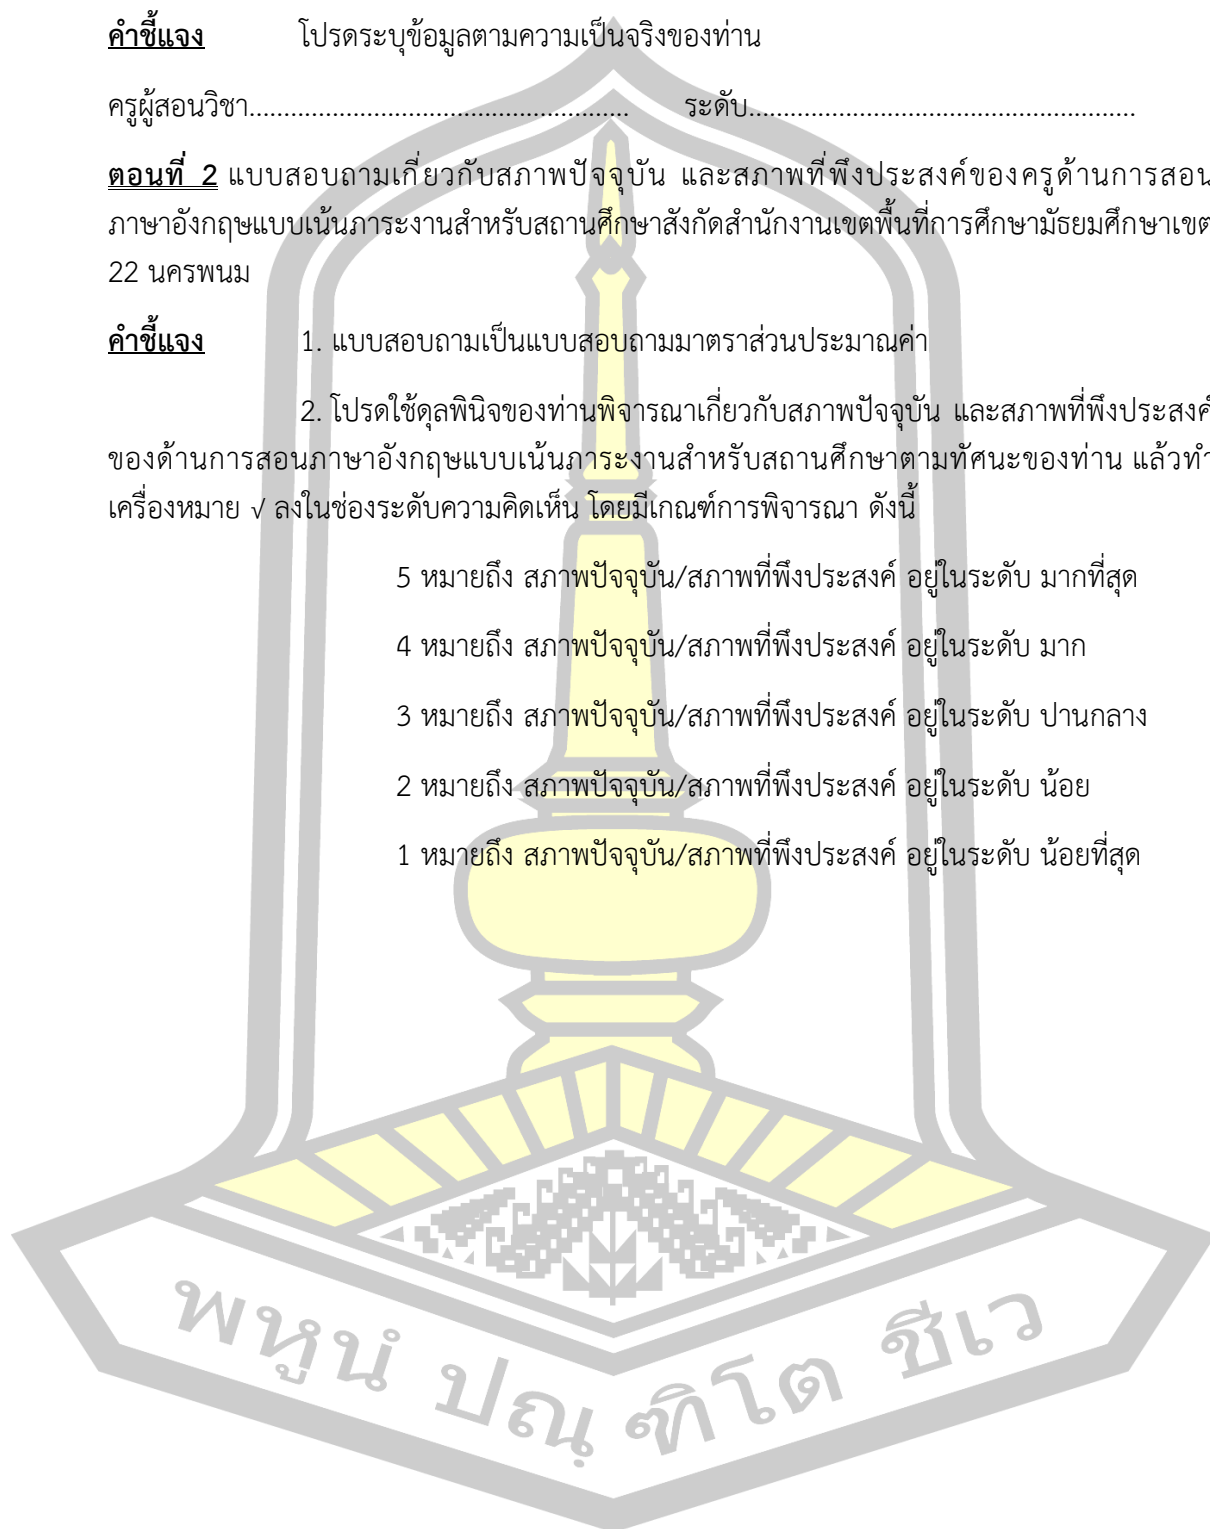 คำชี้แจง โปรดระบุข้อมูลตามความเป็นจริงของท่าน
ครูผู้สอนวิชา....................................................... ระดับ........................................................
ตอนที่ 2 แบบสอบถามเกี่ยวกับสภาพปัจจุบัน และสภาพที่พึงประสงค์ของครูด้านการสอน
ภาษาอังกฤษแบบเน้นภาระงานสำหรับสถานศึกษาสังกัดสำนักงานเขตพื้นที่การศึกษามัธยมศึกษาเขต
22 นครพนม
คำชี้แจง 1. แบบสอบถามเป็นแบบสอบถามมาตราส่วนประมาณค่า
2. โปรดใช้ดุลพินิจของท่านพิจารณาเกี่ยวกับสภาพปัจจุบัน และสภาพที่พึงประสงค์
ของด้านการสอนภาษาอังกฤษแบบเน้นภาระงานสำหรับสถานศึกษาตามทัศนะของท่าน แล้วทำ
เครื่องหมาย √ ลงในช่องระดับความคิดเห็น โดยมีเกณฑ์การพิจารณา ดังนี้
5 หมายถึง สภาพปัจจุบัน/สภาพที่พึงประสงค์ อยู่ในระดับ มากที่สุด
4 หมายถึง สภาพปัจจุบัน/สภาพที่พึงประสงค์ อยู่ในระดับ มาก
3 หมายถึง สภาพปัจจุบัน/สภาพที่พึงประสงค์ อยู่ในระดับ ปานกลาง
2 หมายถึง สภาพปัจจุบัน/สภาพที่พึงประสงค์ อยู่ในระดับ น้อย
1 หมายถึง สภาพปัจจุบัน/สภาพที่พึงประสงค์ อยู่ในระดับ น้อยที่สุด
พหูนํ ปณฺฑิโต ชีเว